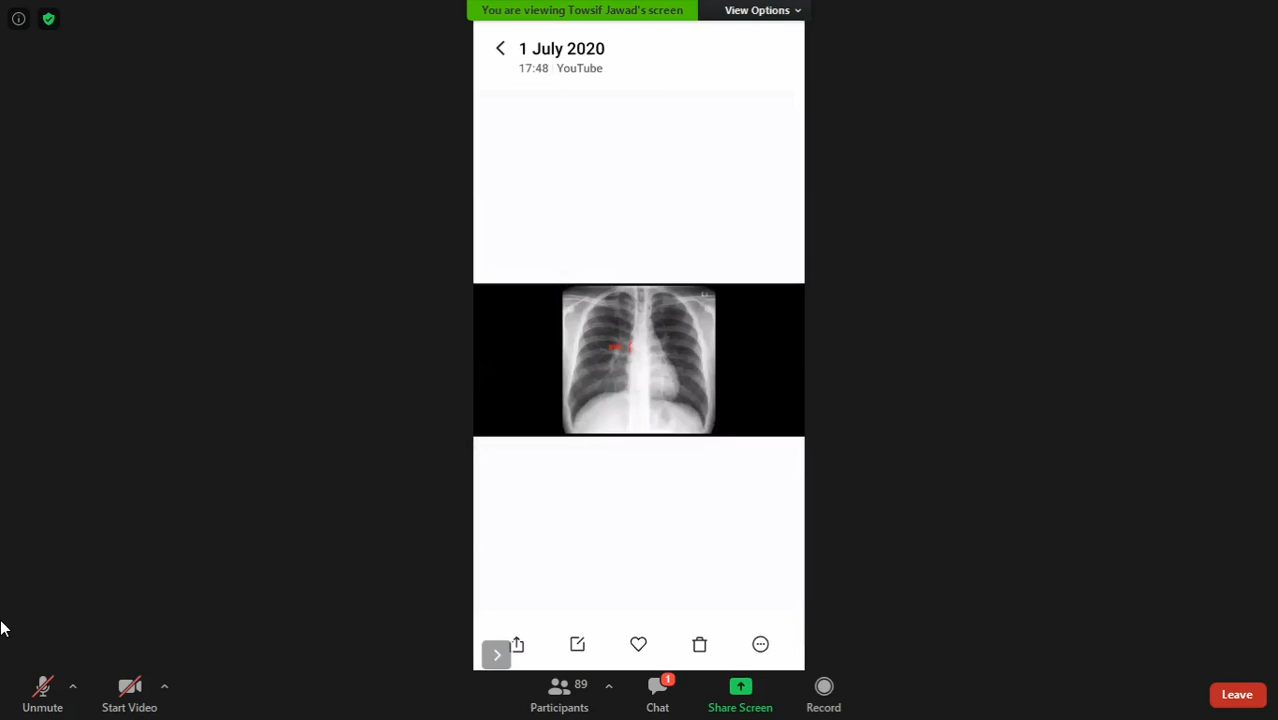 You are viewing Towsif Jawad's screen
View Options
1 July 2020
17:48 YouTube
Unmute
Start Video
89
Participants
1
Chat
Share Screen
Record
Leave